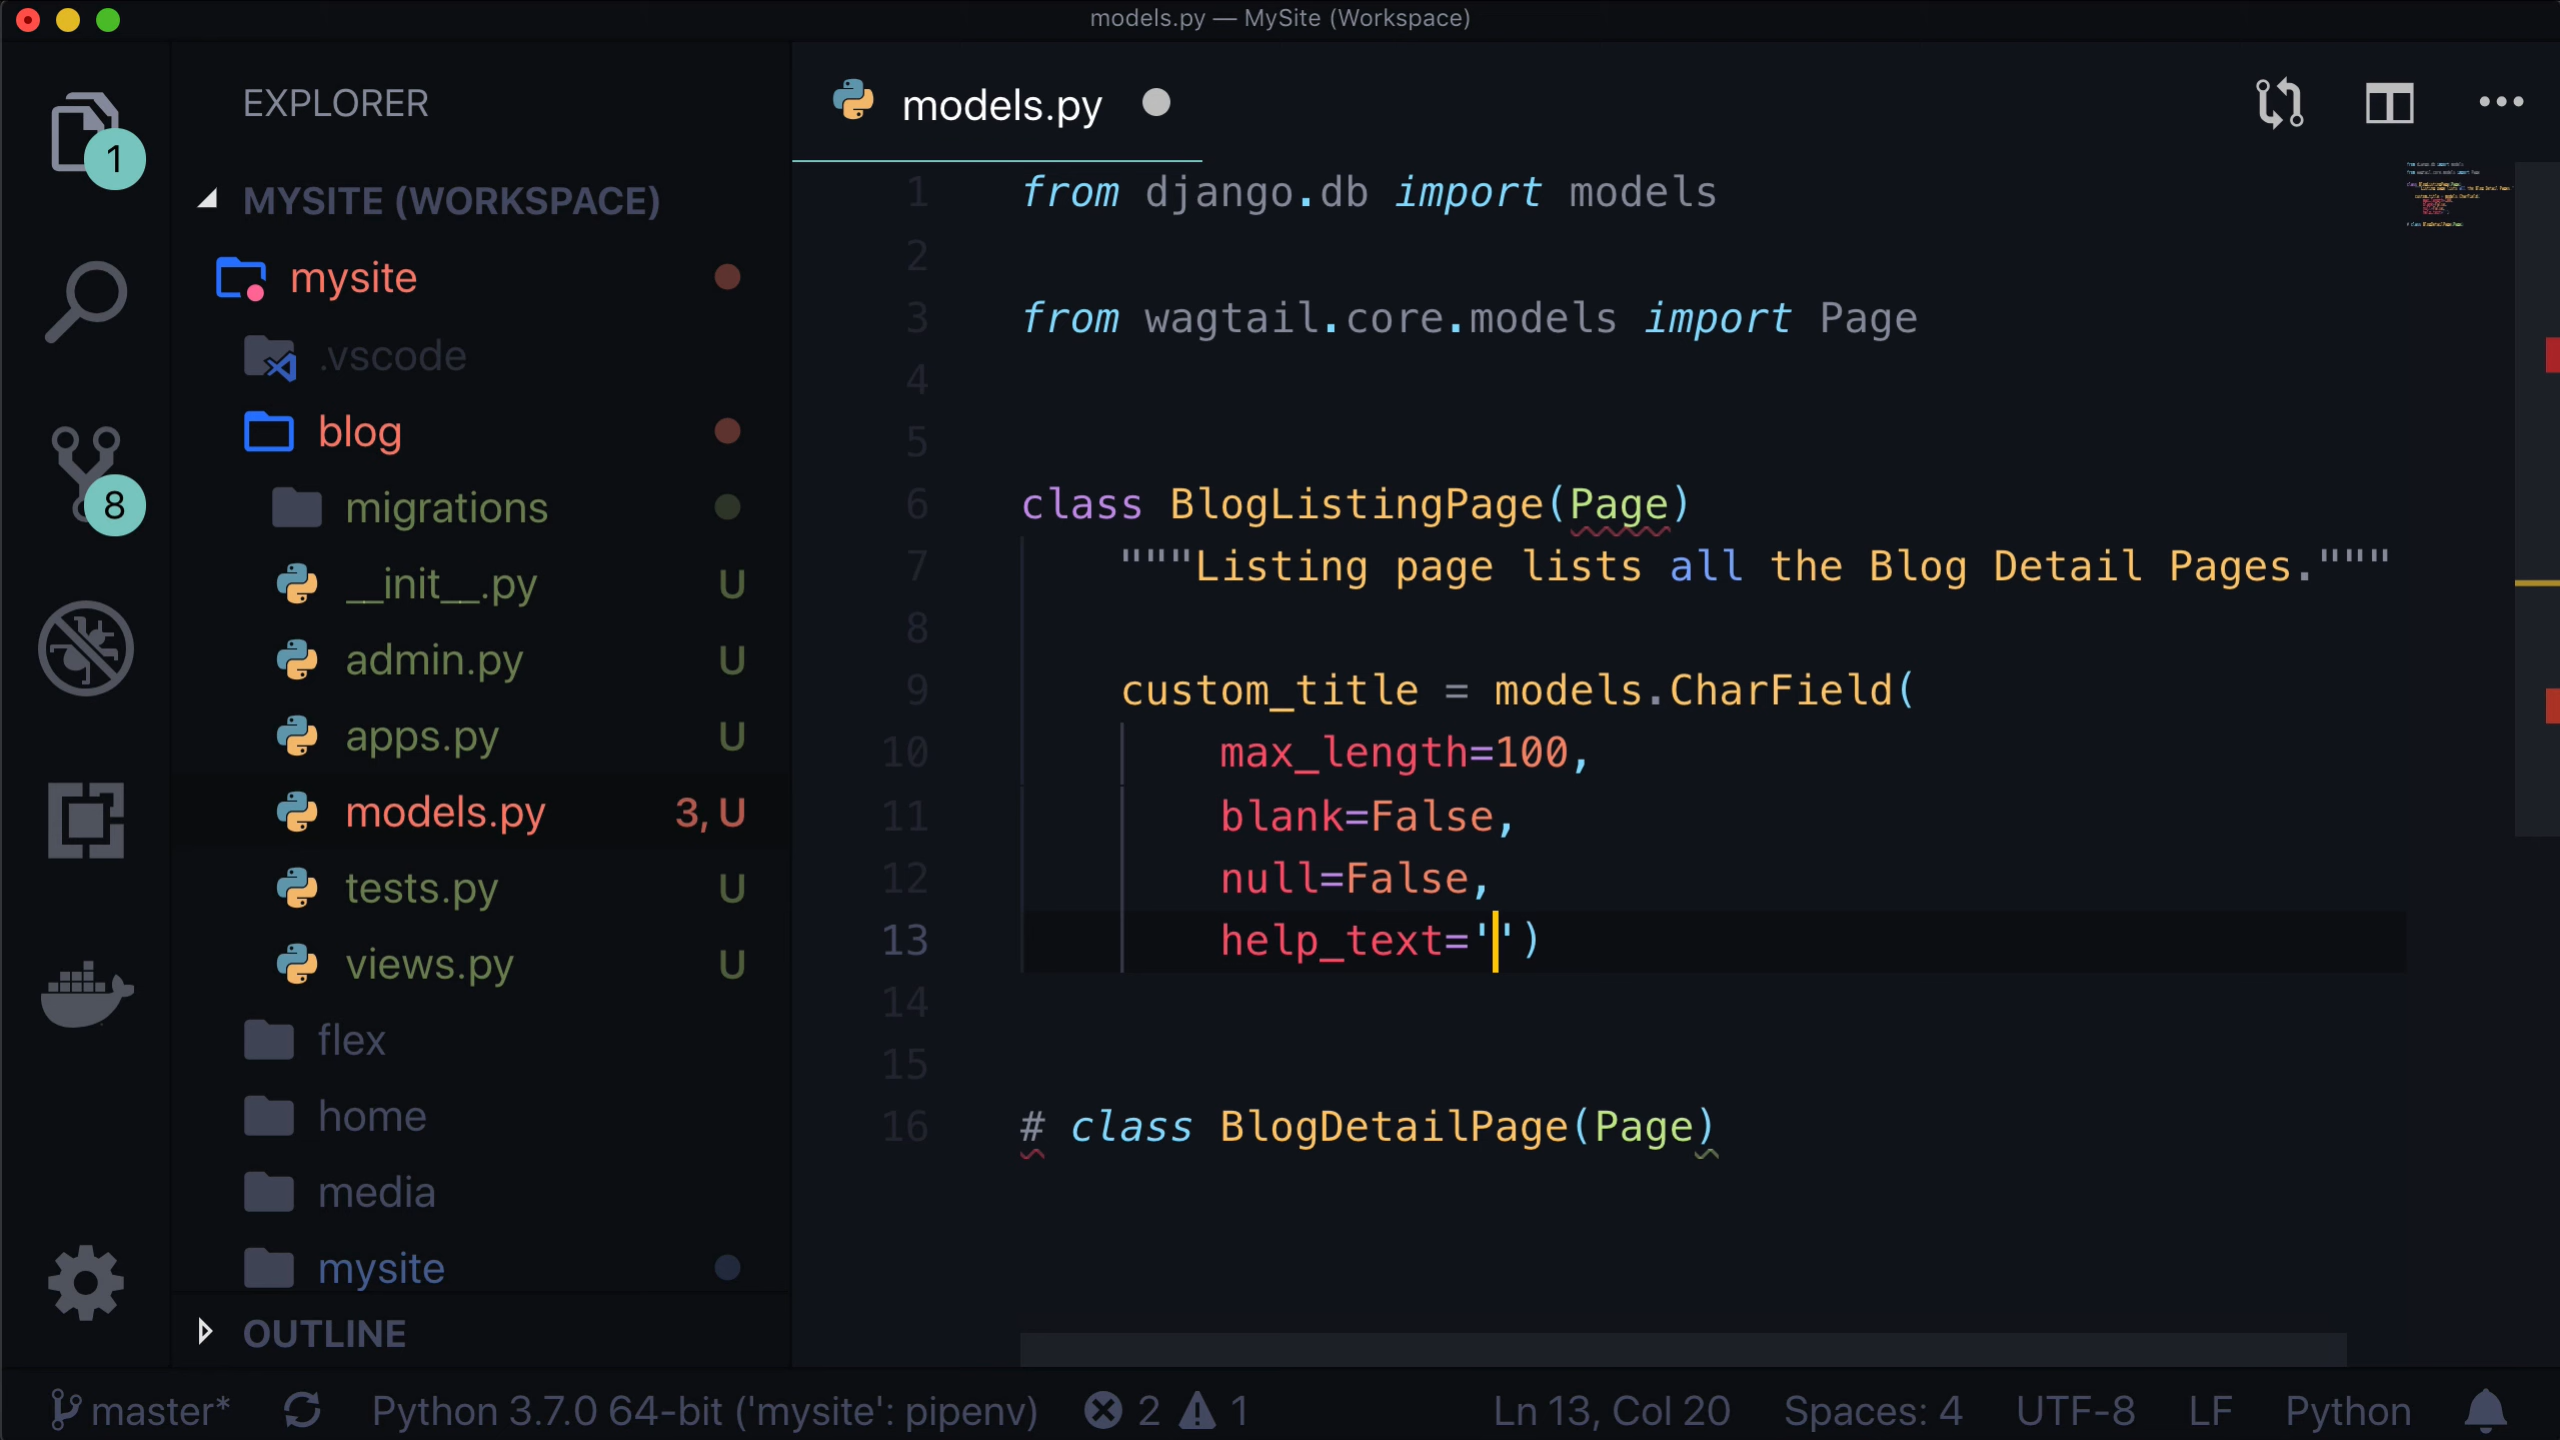 models.py — MySite (Workspace)
EXPLORER
MYSITE (WORKSPACE)
mysite
.vscode
blog
migrations
__init__.py U
admin.py U
apps.py U
models.py 3, U
tests.py U
views.py U
flex
home
media
mysite
OUTLINE
1
8
models.py
1 from django.db import models
2
3 from wagtail.core.models import Page
4
5
6 class BlogListingPage(Page)
7 """Listing page lists all the Blog Detail Pages."""
8
9 custom_title = models.CharField(
10 max_length=100,
11 blank=False,
12 null=False,
13 help_text='')
14
15
16 # class BlogDetailPage(Page)
master* Python 3.7.0 64-bit ('mysite': pipenv) 2 1 Ln 13, Col 20 Spaces: 4 UTF-8 LF Python